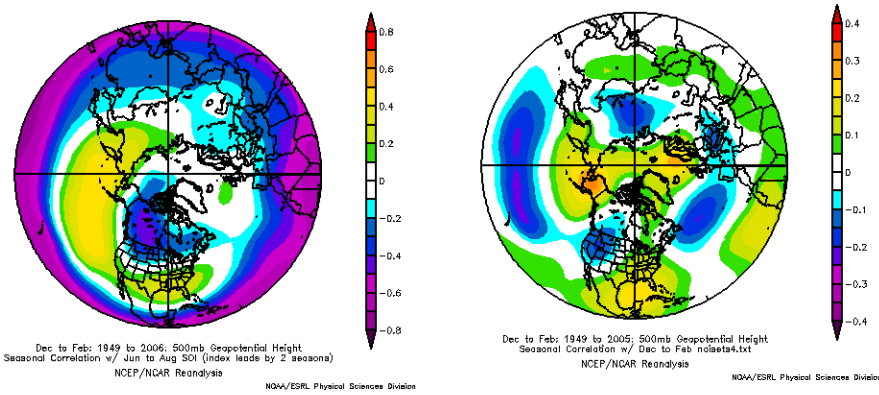 0.8
0.6
0.4
0.2
0
-0.2
-0.4
-0.6
-0.8
Dec to Feb: 1949 to 2006: 500mb Geopotential Height
Seasonal Correlation w/ Jun to Aug SOI (index leads by 2 seasons)
NCEP/NCAR Reanalysis
NOAA/ESRL Physical Sciences Division
0.4
0.3
0.2
0.1
0
-0.1
-0.2
-0.3
-0.4
Dec to Feb: 1949 to 2005: 500mb Geopotential Height
Seasonal Correlation w/ Dec to Feb noisets4.txt
NCEP/NCAR Reanalysis
NOAA/ESRL Physical Sciences Division